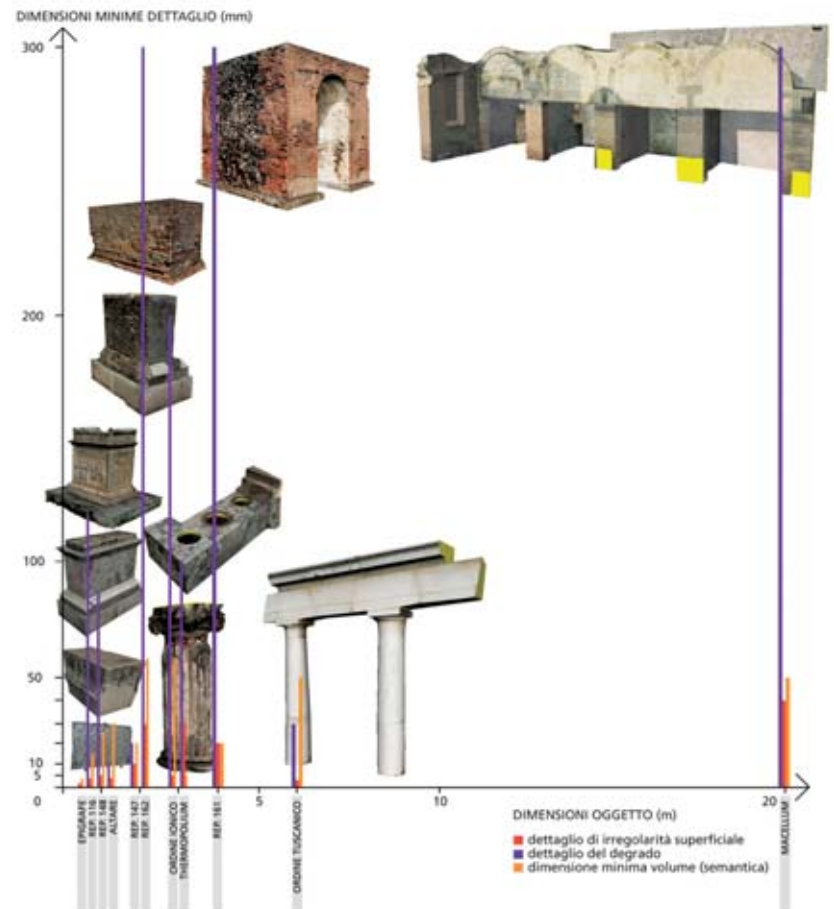 DIMENSIONI MINIME DETTAGLIO (mm)
300
200
100
50
10
5
0
5
10
20
EPIGRAFE
REP. 116
REP. 148
ALTARE
REP. 147
REP. 162
ORDINE IONICO
THERMOPOLIUM
REP. 161
ORDINE TUSCANICO
MACELLUM
DIMENSIONI OGGETTO (m)
dettaglio di irregolarità superficiale
dettaglio del degrado
dimensione minima volume (semantica)